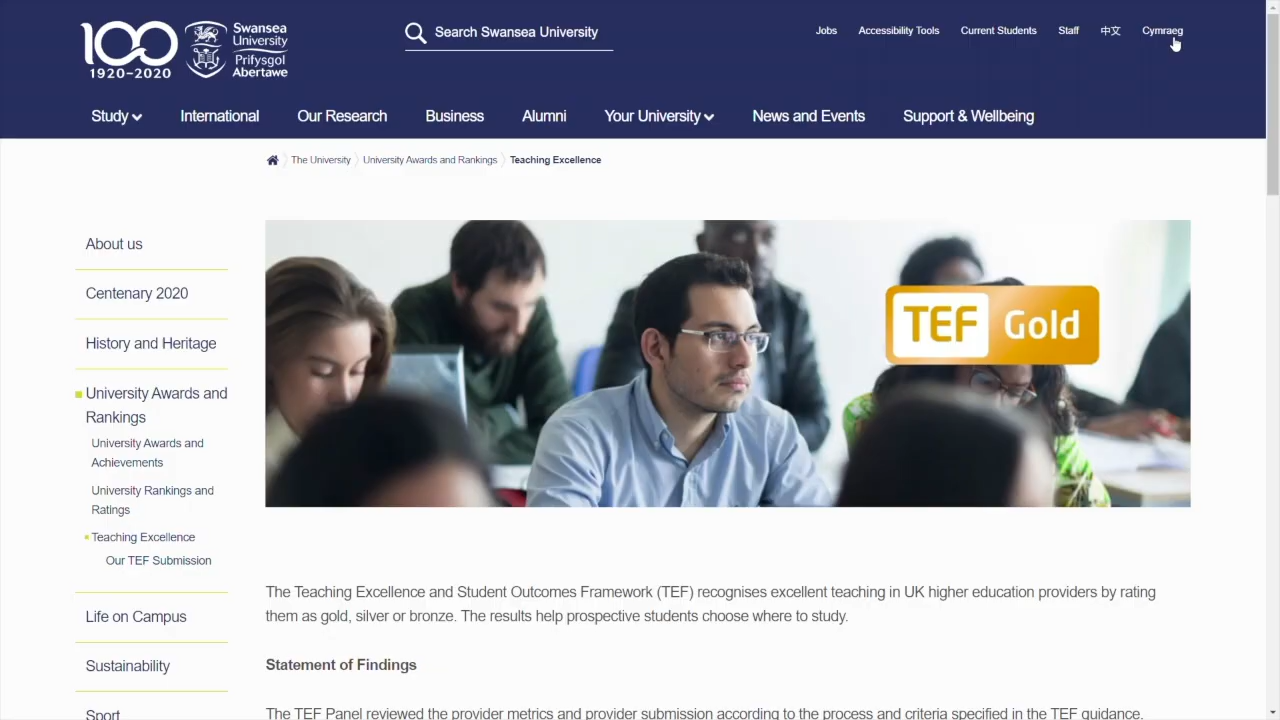 100
1920-2020
Swansea
University
Prifysgol
Abertawe
Search Swansea University
Jobs
Accessibility Tools
Current Students
Staff
中文
Cymraeg
Study
International
Our Research
Business
Alumni
Your University
News and Events
Support & Wellbeing
The University
University Awards and Rankings
Teaching Excellence
About us
Centenary 2020
History and Heritage
University Awards and
Rankings
University Awards and
Achievements
University Rankings and
Ratings
Teaching Excellence
Our TEF Submission
Life on Campus
Sustainability
Sport
TEF Gold
The Teaching Excellence and Student Outcomes Framework (TEF) recognises excellent teaching in UK higher education providers by rating
them as gold, silver or bronze. The results help prospective students choose where to study.
Statement of Findings
The TEF Panel reviewed the provider metrics and provider submission according to the process and criteria specified in the TEF guidance.